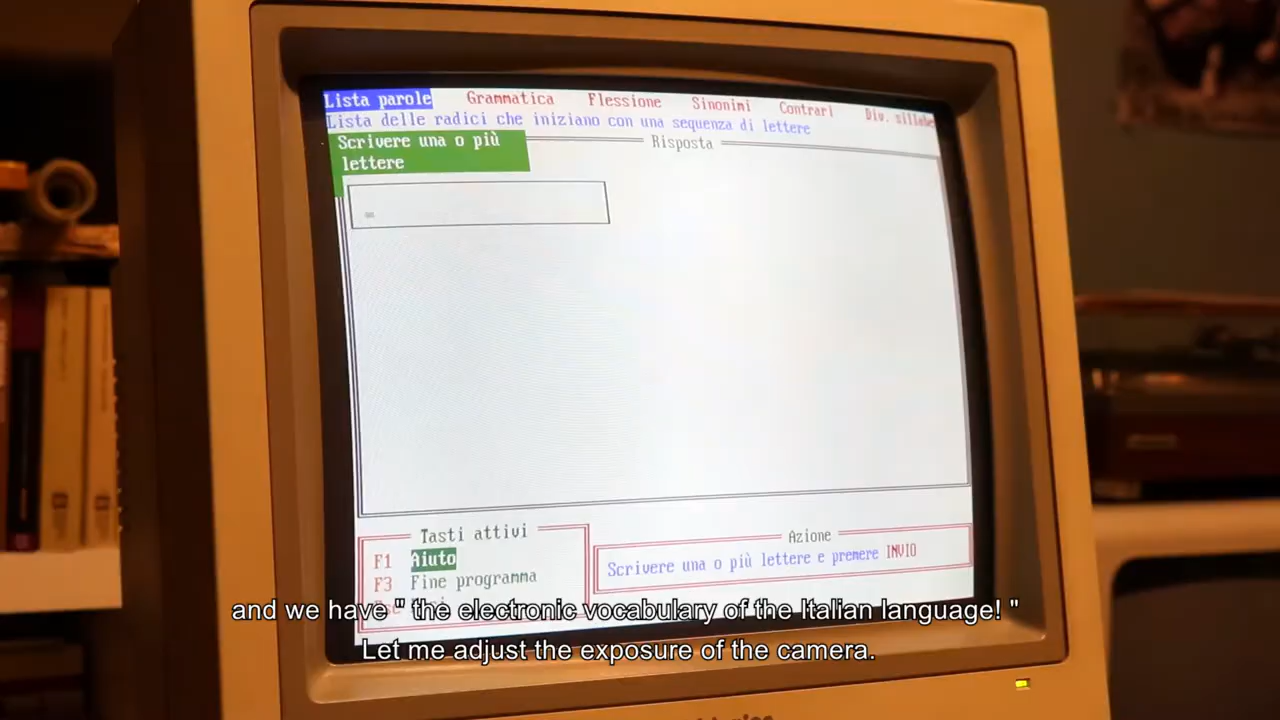 Lista parole Grammatica Flessione Sinonimi Contrari Div. sillabe
Lista delle radici che iniziano con una sequenza di lettere
Scrivere una o più
lettere
Risposta
Tasti attivi
F1 Aiuto
F3 Fine programma
Azione
Scrivere una o più lettere e premere INVIO
and we have " the electronic vocabulary of the Italian language! "
Let me adjust the exposure of the camera.